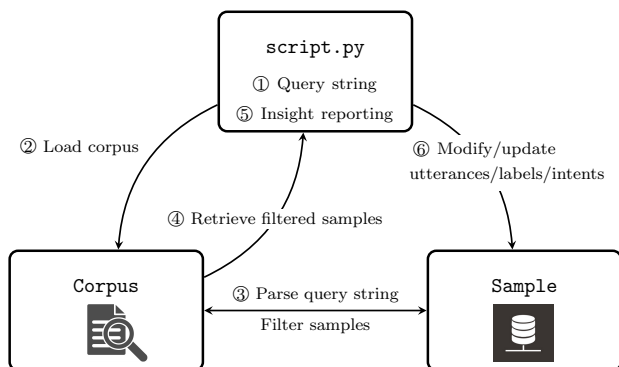 script.py
① Query string
⑤ Insight reporting
② Load corpus
⑥ Modify/update
utterances/labels/intents
④ Retrieve filtered samples
Corpus
③ Parse query string
Filter samples
Sample